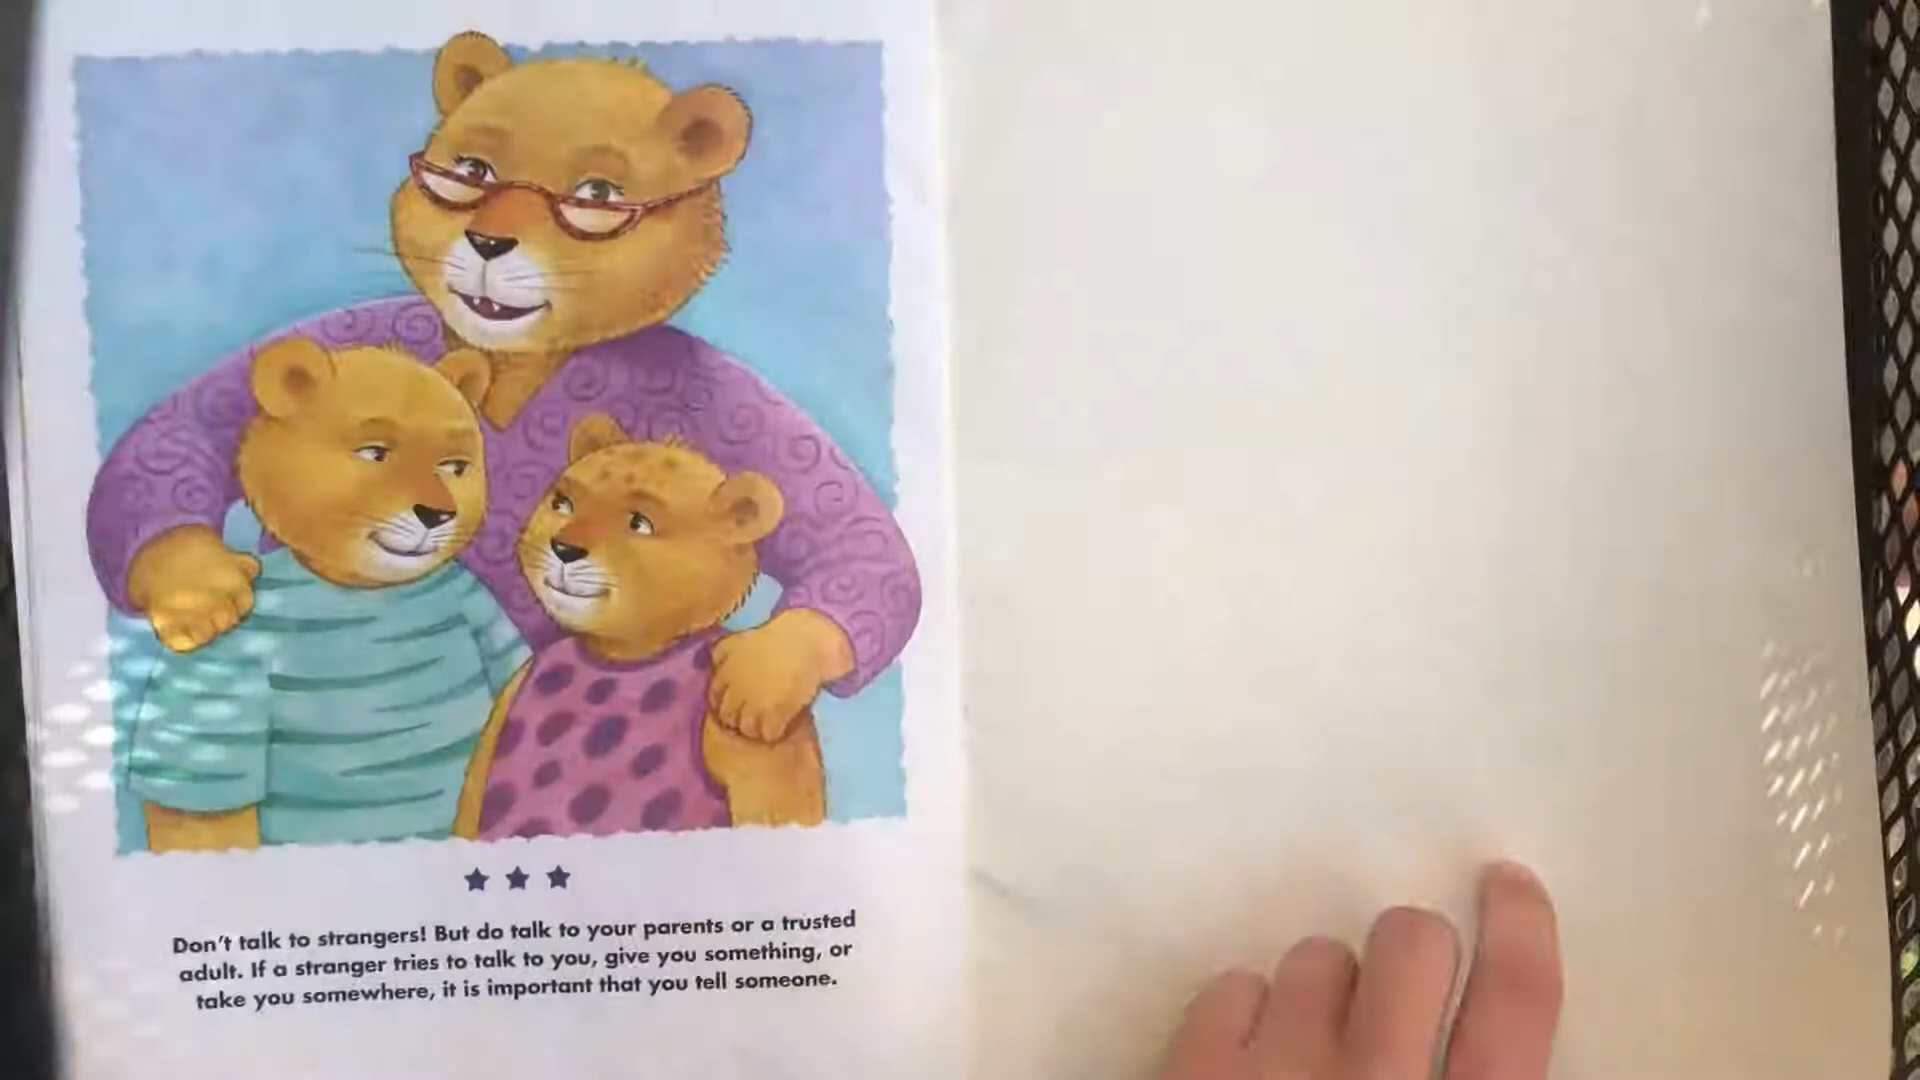 Don't talk to strangers! But do talk to your parents or a trusted
adult. If a stranger tries to talk to you, give you something, or
take you somewhere, it is important that you tell someone.